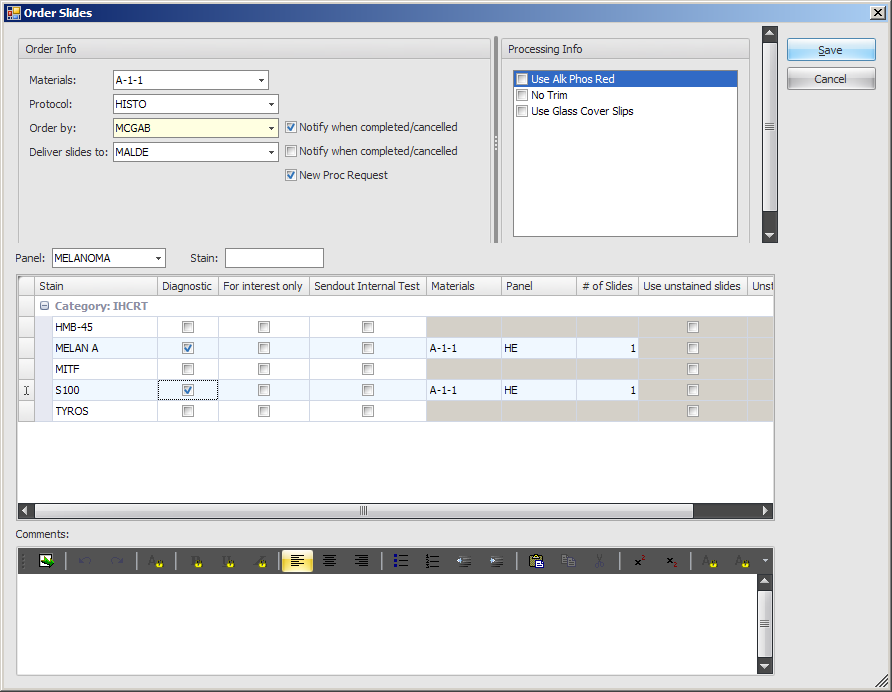 Order Slides
Order Info
Processing Info
Save
Cancel
Materials: A-1-1
Protocol: HISTO
Order by: MCGAB Notify when completed/cancelled
Deliver slides to: MALDE Notify when completed/cancelled
New Proc Request
Use Alk Phos Red
No Trim
Use Glass Cover Slips
Panel: MELANOMA Stain:
Stain Diagnostic For interest only Sendout Internal Test Materials Panel # of Slides Use unstained slides Unst
Category: IHCRT
HMB-45
MELAN A A-1-1 HE 1
MITF
S100 A-1-1 HE 1
TYROS
Comments: